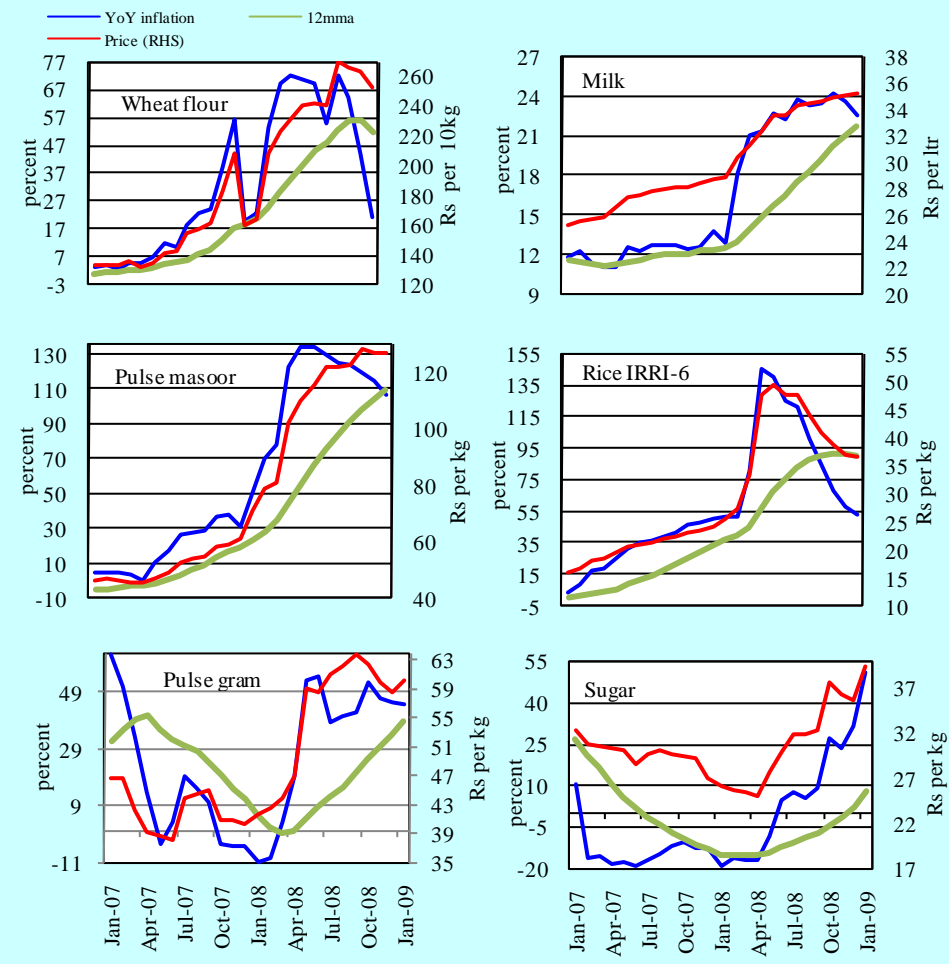 YoY inflation
12mma
Price (RHS)
Wheat flour
percent
77
67
57
47
37
27
17
7
-3
260
240
220
200
180
160
140
120
Rs per 10kg
Milk
percent
27
24
21
18
15
12
9
38
36
34
32
30
28
26
24
22
20
Rs per ltr
Pulse masoor
percent
130
110
90
70
50
30
10
-10
120
100
80
60
40
Rs per kg
Rice IRRI-6
percent
155
135
115
95
75
55
35
15
-5
55
50
45
40
35
30
25
20
15
10
Rs per kg
Pulse gram
percent
49
29
9
-11
63
59
55
51
47
43
39
35
Rs per kg
Jan-07
Apr-07
Jul-07
Oct-07
Jan-08
Apr-08
Jul-08
Oct-08
Jan-09
Sugar
percent
55
40
25
10
-5
-20
37
32
27
22
17
Rs per kg
Jan-07
Apr-07
Jul-07
Oct-07
Jan-08
Apr-08
Jul-08
Oct-08
Jan-09